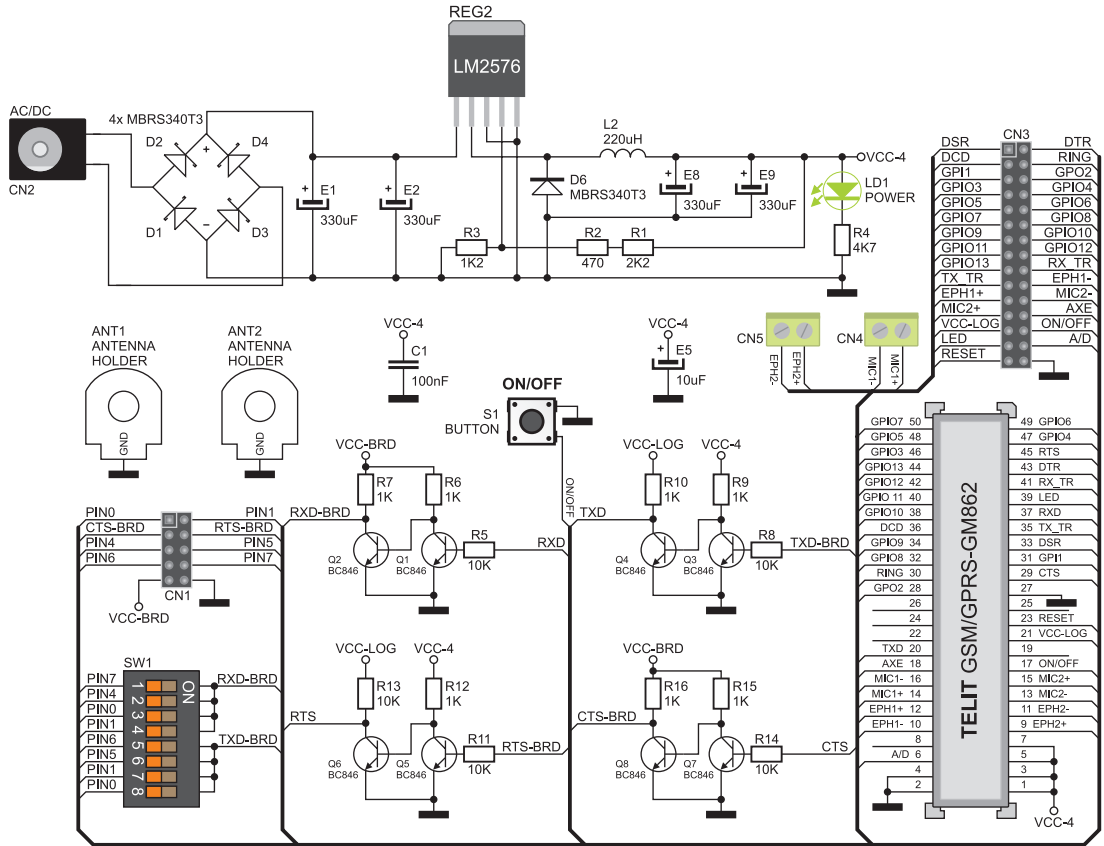 REG2
LM2576
AC/DC
4x MBRS340T3
D2
D4
D1
D3
+
−
CN2
+ E1
330uF
+ E2
330uF
L2
220uH
D6
MBRS340T3
+ E8
330uF
+ E9
330uF
VCC-4
LD1
POWER
R4
4K7
R3
1K2
R2
470
R1
2K2
CN3
DSR DTR
DCD RING
GPI1 GPO2
GPIO3 GPIO4
GPIO5 GPIO6
GPIO7 GPIO8
GPIO9 GPIO10
GPIO11 GPIO12
GPIO13 RX_TR
TX_TR EPH1-
EPH1+ MIC2-
MIC2+ AXE
VCC-LOG ON/OFF
LED A/D
RESET
ANT1
ANTENNA
HOLDER
GND
ANT2
ANTENNA
HOLDER
GND
VCC-4
C1
100nF
VCC-4
+ E5
10uF
CN5
EPH2-
EPH2+
CN4
MIC1-
MIC1+
ON/OFF
S1
BUTTON
ON/OFF
VCC-BRD
R7
1K
R6
1K
RXD-BRD
Q2
BC846
Q1
BC846
R5
10K
RXD
VCC-LOG
VCC-4
R10
1K
R9
1K
TXD
Q4
BC846
Q3
BC846
R8
10K
TXD-BRD
PIN0 PIN1
CTS-BRD RTS-BRD
PIN4 PIN5
PIN6 PIN7
CN1
VCC-BRD
SW1
ON
PIN7 1 RXD-BRD
PIN4 2
PIN0 3
PIN1 4
PIN6 5 TXD-BRD
PIN5 6
PIN1 7
PIN0 8
VCC-LOG
VCC-4
R13
10K
R12
1K
RTS
Q6
BC846
Q5
BC846
R11
10K
RTS-BRD
VCC-BRD
R16
1K
R15
1K
CTS-BRD
Q8
BC846
Q7
BC846
R14
10K
CTS
TELIT GSM/GPRS-GM862
GPIO7 50 49 GPIO6
GPIO5 48 47 GPIO4
GPIO3 46 45 RTS
GPIO13 44 43 DTR
GPIO12 42 41 RX_TR
GPIO 11 40 39 LED
GPIO10 38 37 RXD
DCD 36 35 TX_TR
GPIO9 34 33 DSR
GPIO8 32 31 GPI1
RING 30 29 CTS
GPO2 28 27
26 25
24 23 RESET
22 21 VCC-LOG
TXD 20 19
AXE 18 17 ON/OFF
MIC1- 16 15 MIC2+
MIC1+ 14 13 MIC2-
EPH1+ 12 11 EPH2-
EPH1- 10 9 EPH2+
8 7
A/D 6 5
4 3
2 1
VCC-4